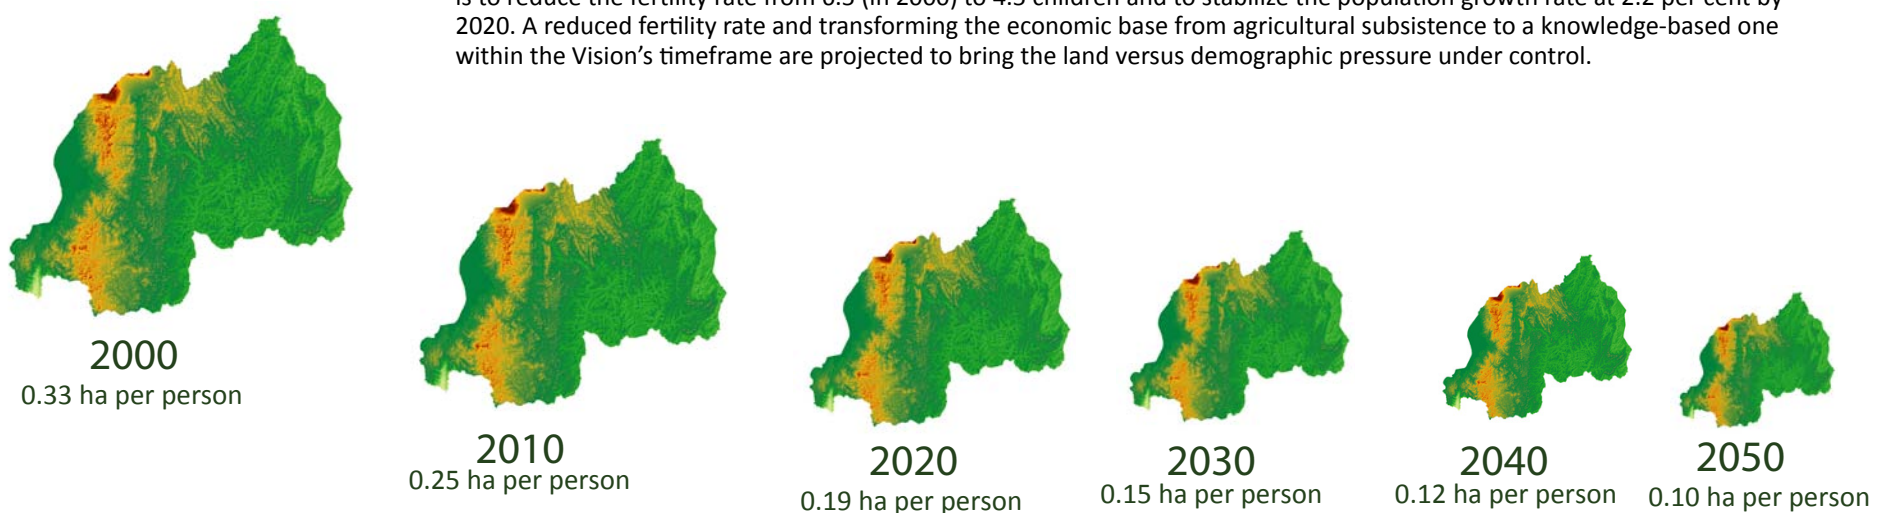 2020. A reduced fertility rate and transforming the economic base from agricultural subsistence to a knowledge-based one
within the Vision's timeframe are projected to bring the land versus demographic pressure under control.
2000
0.33 ha per person
2010
0.25 ha per person
2020
0.19 ha per person
2030
0.15 ha per person
2040
0.12 ha per person
2050
0.10 ha per person